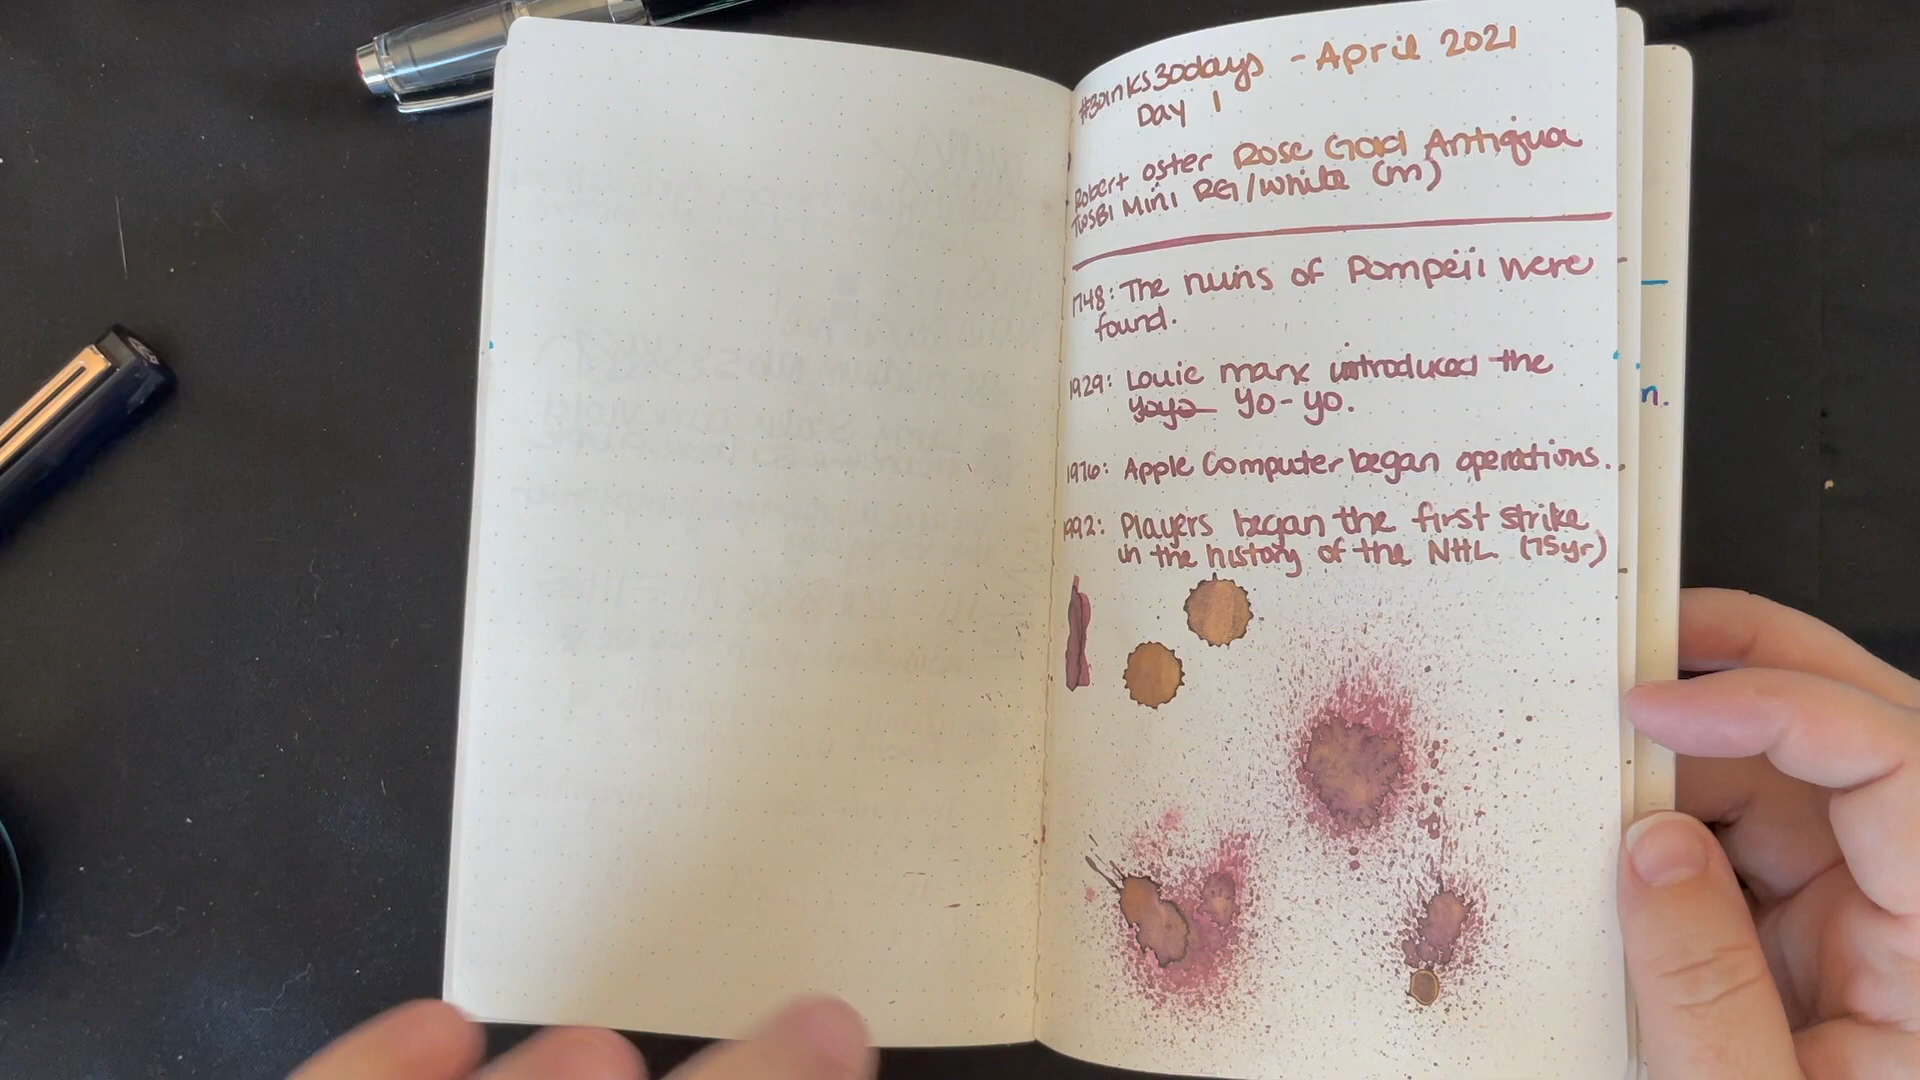 #30inks30days - April 2021
Day 1
Robert Oster Rose Gold Antiqua
TWSBI Mini RG/White (m)
1748: The ruins of Pompeii were
found.
1929: Louie Marx introduced the
Yoyo Yo-yo.
1976: Apple Computer began operations.
1992: Players began the first strike
in the history of the NHL (75yr)
n.